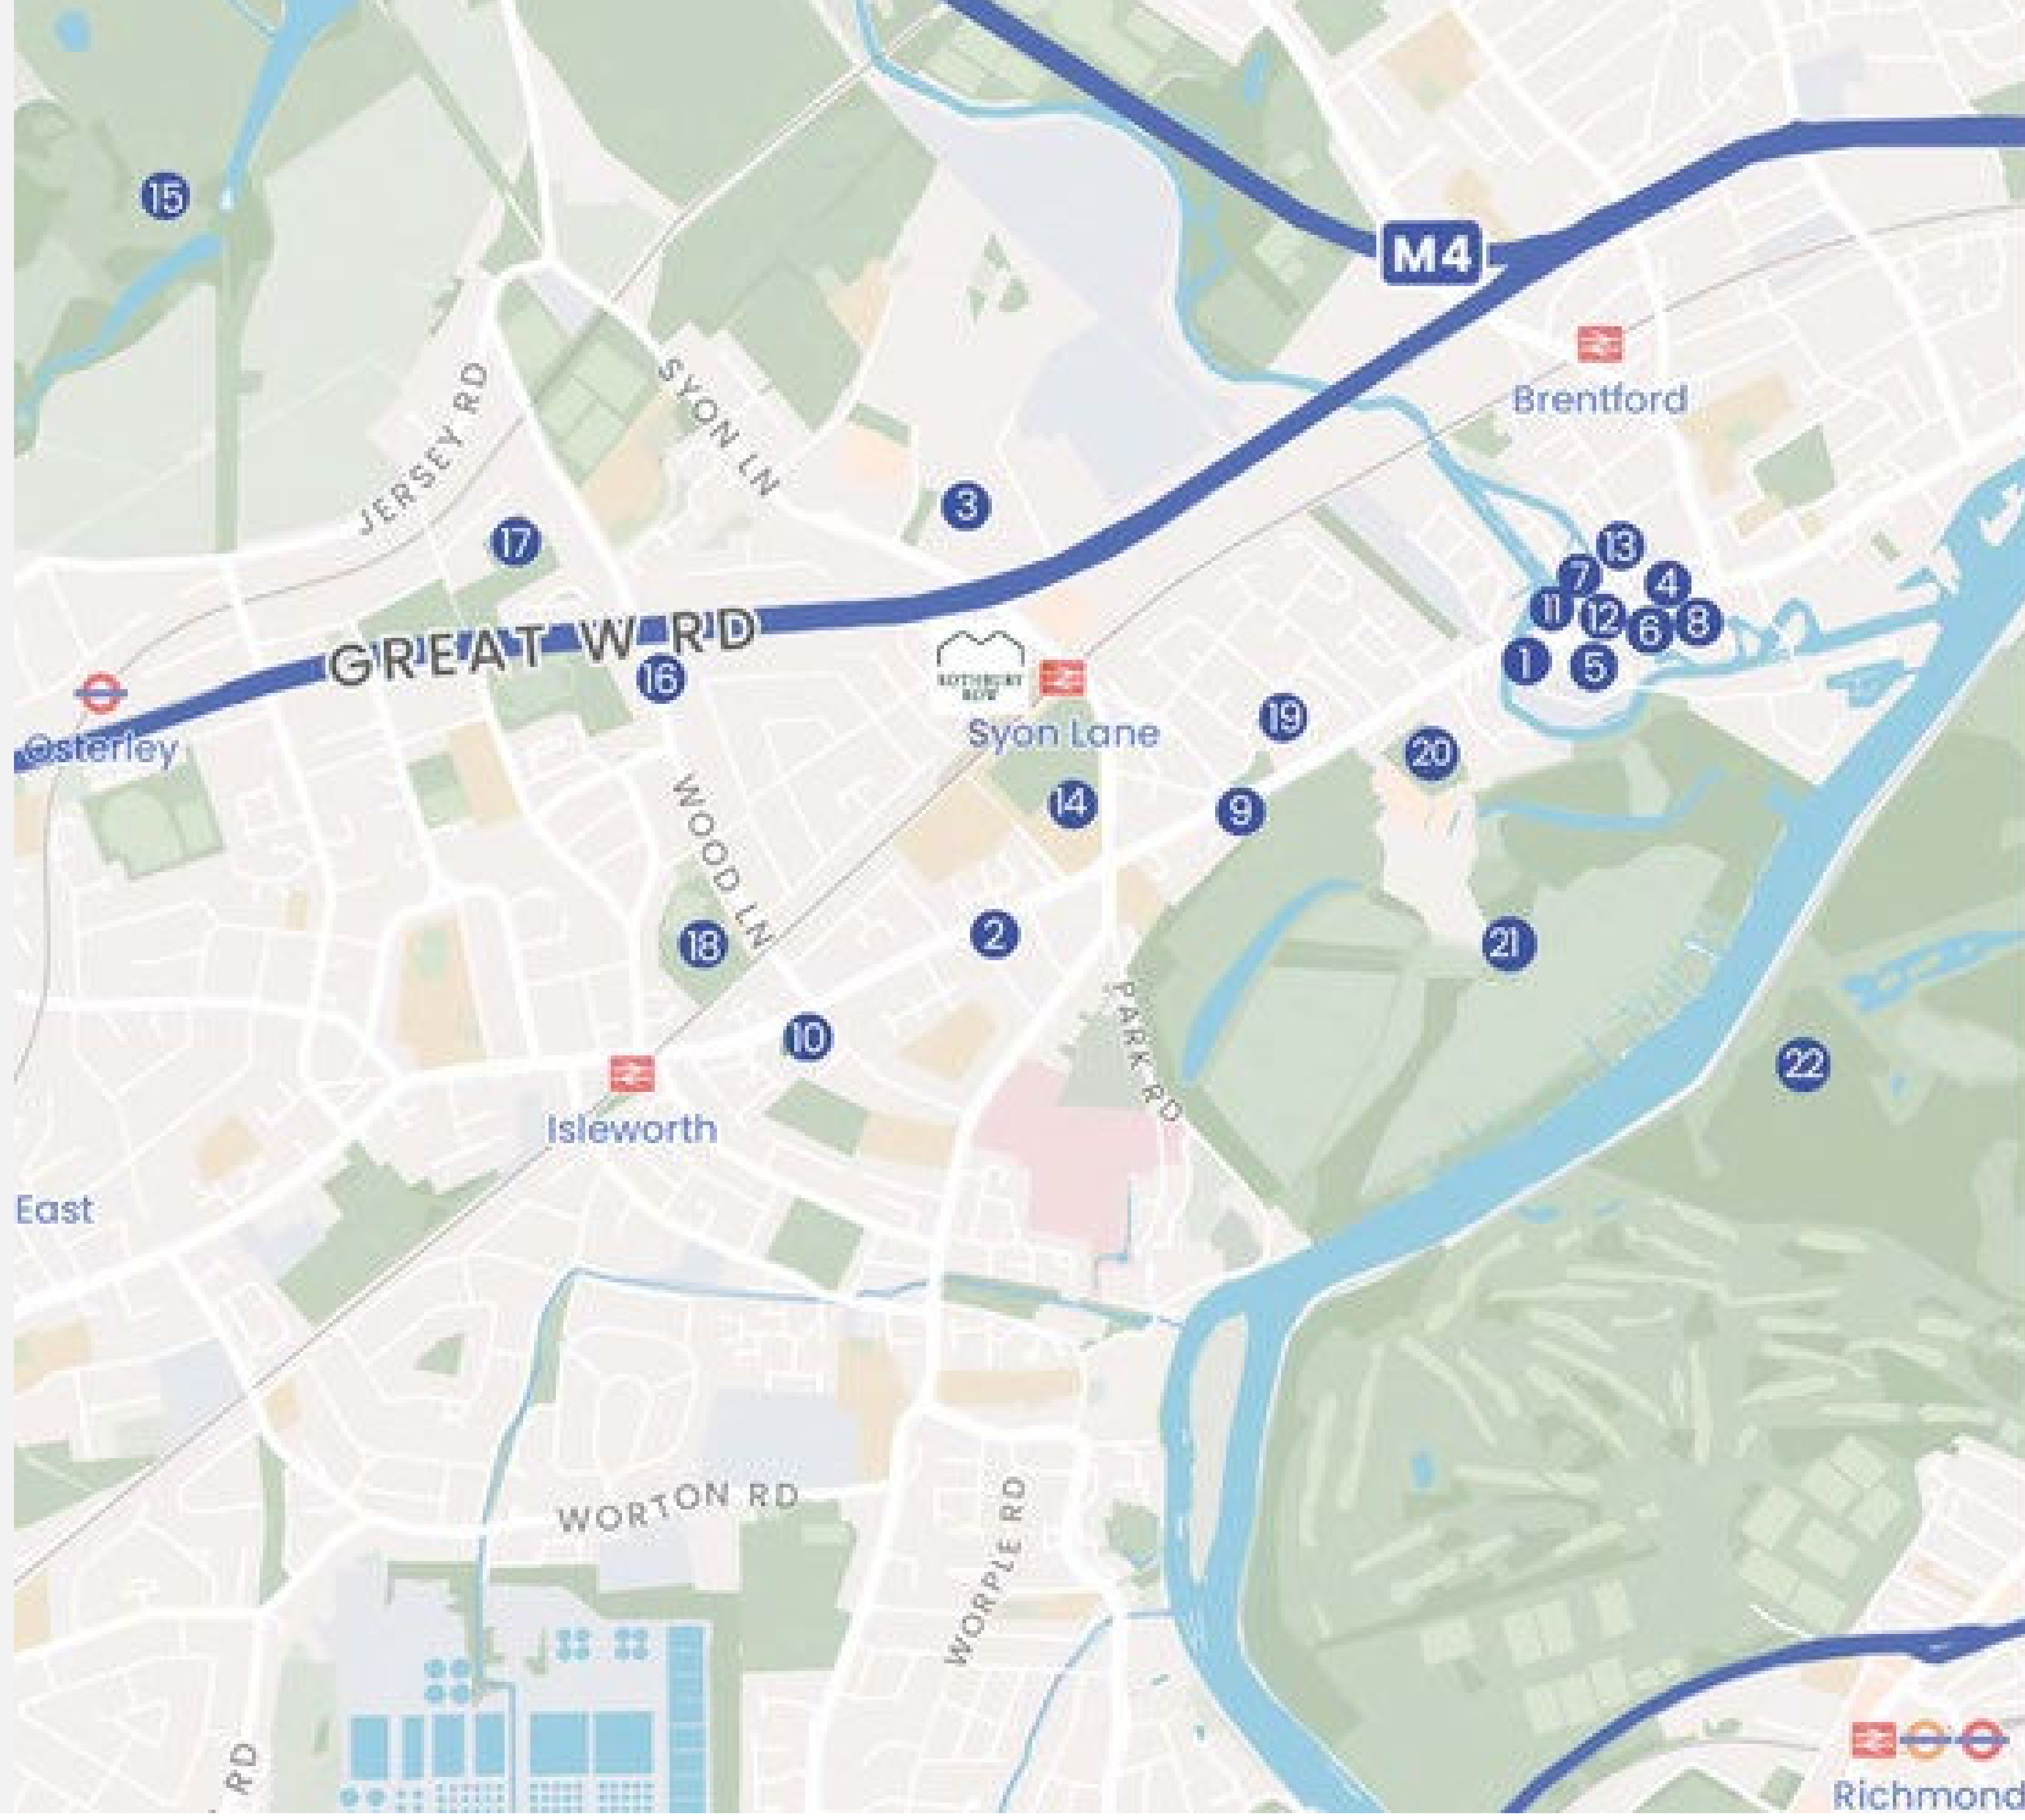 15
M4
Brentford
JERSEY RD
SYON LN
3
17
13
7
4
11
12
6
8
1
5
GREAT W RD
16
ROTHBURY
ROW
Osterley
Syon Lane
19
20
14
9
WOOD LN
18
2
21
10
PARK RD
22
Isleworth
East
WORTON RD
WORPLE RD
RD
Richmond